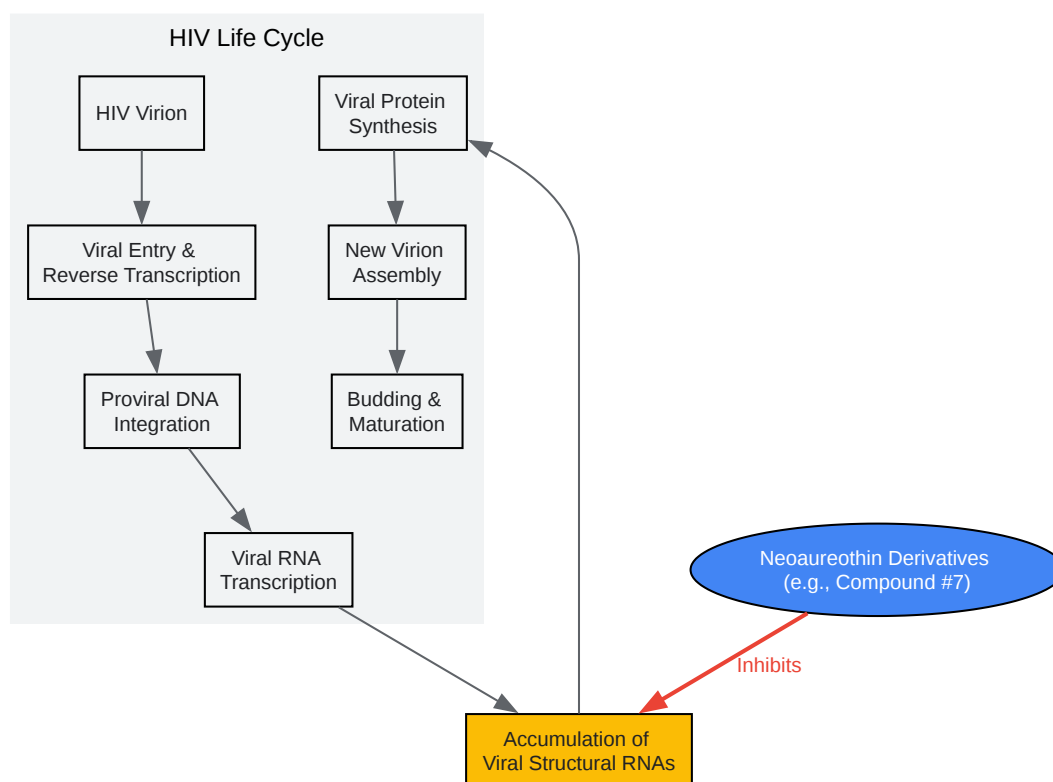 HIV Life Cycle
HIV Virion
Viral Entry &
Reverse Transcription
Proviral DNA
Integration
Viral RNA
Transcription
Viral Protein
Synthesis
New Virion
Assembly
Budding &
Maturation
Neoaureothin Derivatives
(e.g., Compound #7)
Inhibits
Accumulation of
Viral Structural RNAs